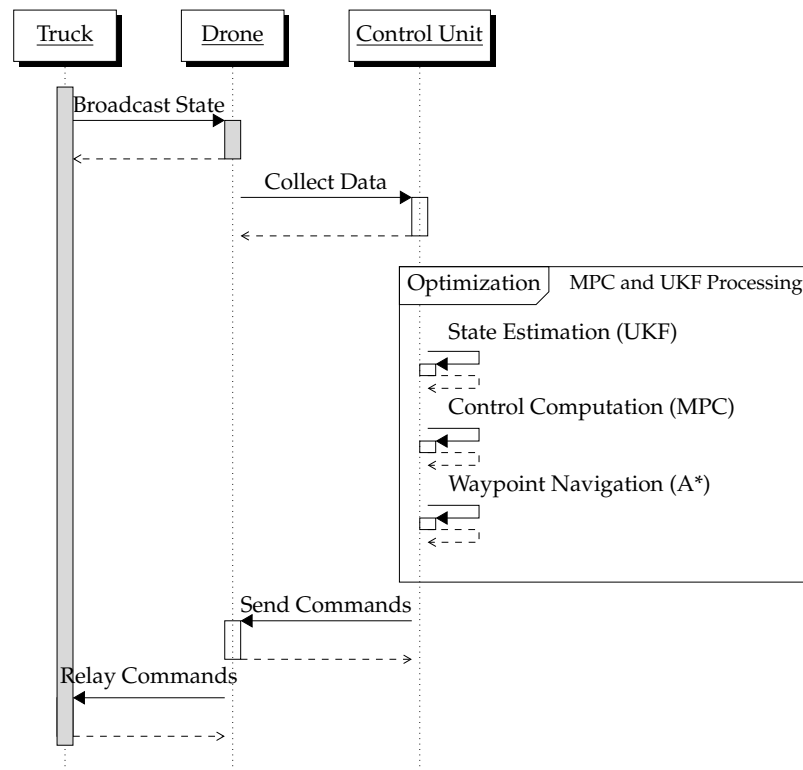 Truck
Drone
Control Unit
Broadcast State
Collect Data
Optimization
MPC and UKF Processing
State Estimation (UKF)
Control Computation (MPC)
Waypoint Navigation (A*)
Send Commands
Relay Commands